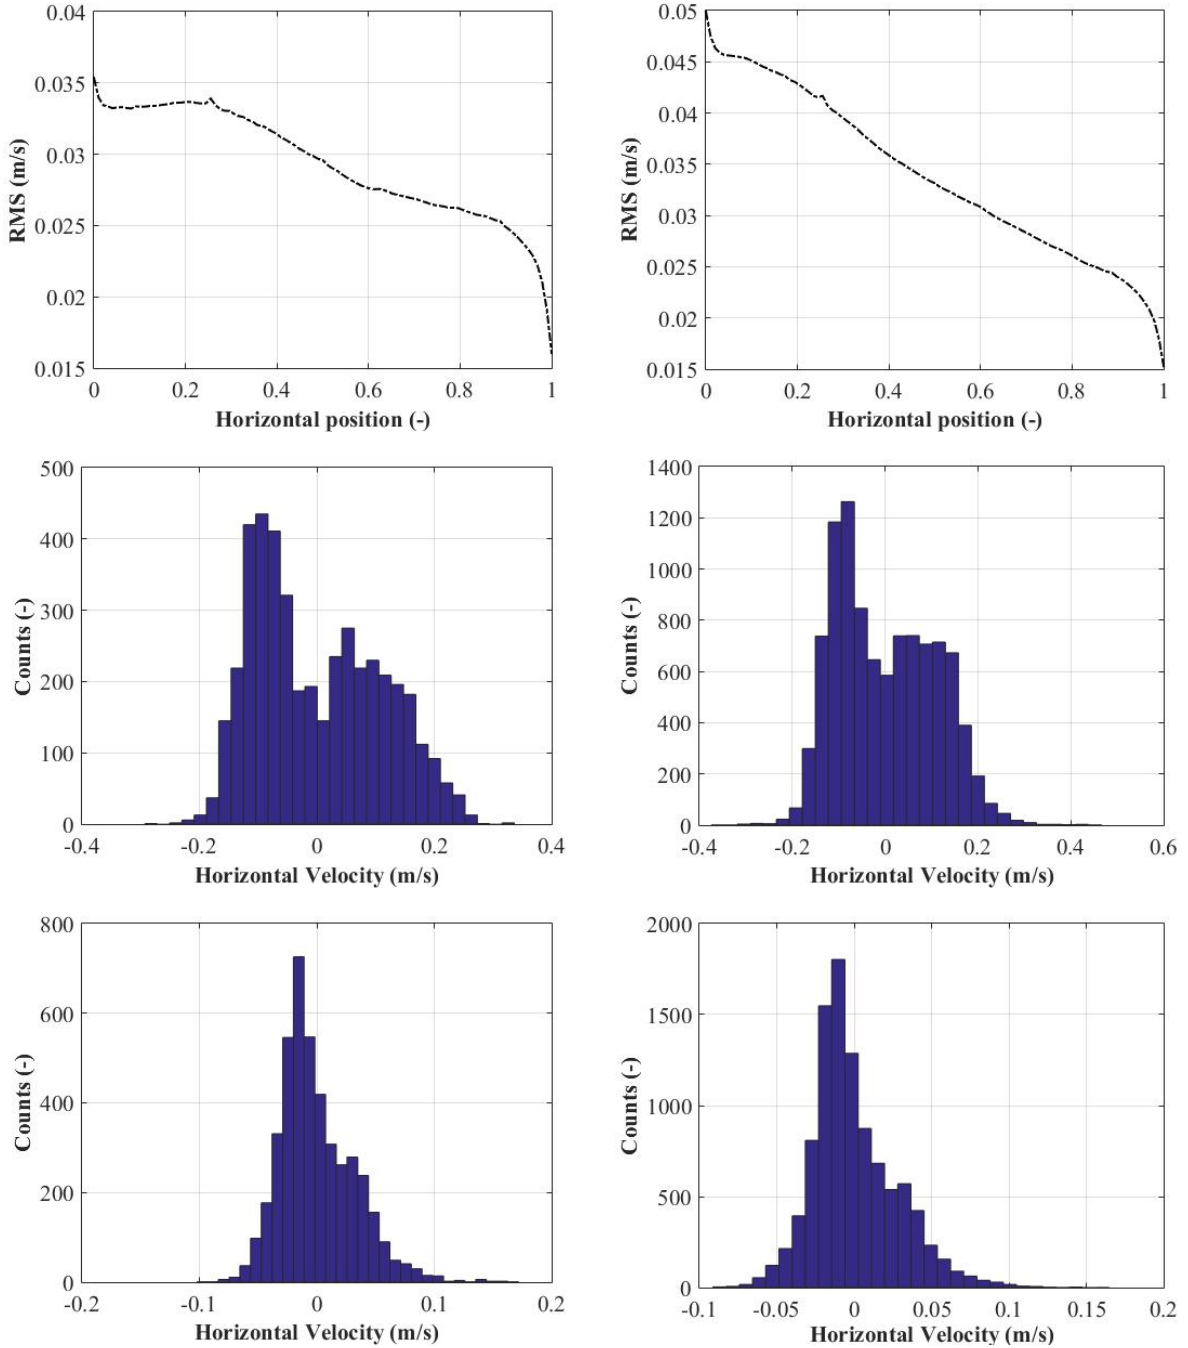 0.04
0.035
0.03
0.025
0.02
0.015
RMS (m/s)
0 0.2 0.4 0.6 0.8 1
Horizontal position (-)
0.05
0.045
0.04
0.035
0.03
0.025
0.02
0.015
RMS (m/s)
0 0.2 0.4 0.6 0.8 1
Horizontal position (-)
500
400
300
200
100
0
Counts (-)
-0.4 -0.2 0 0.2 0.4
Horizontal Velocity (m/s)
1400
1200
1000
800
600
400
200
0
Counts (-)
-0.4 -0.2 0 0.2 0.4 0.6
Horizontal Velocity (m/s)
800
600
400
200
0
Counts (-)
-0.2 -0.1 0 0.1 0.2
Horizontal Velocity (m/s)
2000
1500
1000
500
0
Counts (-)
-0.1 -0.05 0 0.05 0.1 0.15 0.2
Horizontal Velocity (m/s)